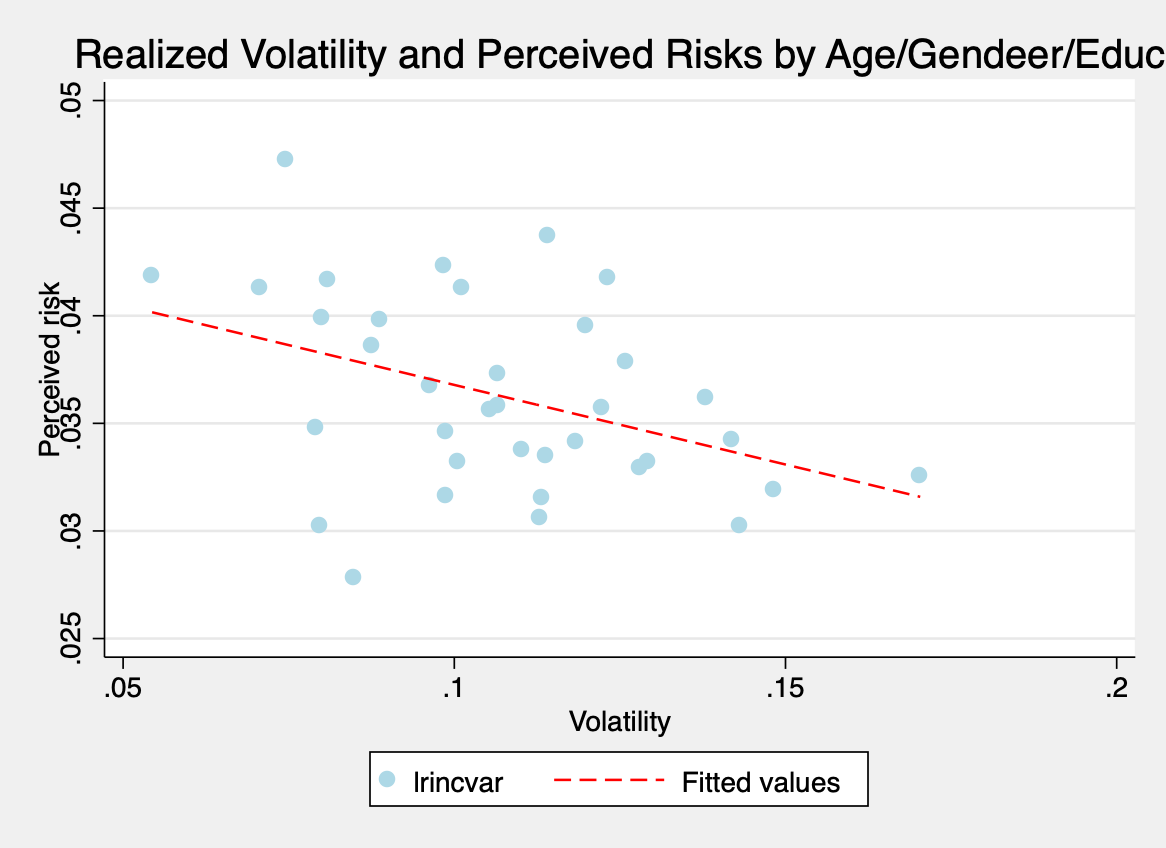 Realized Volatility and Perceived Risks by Age/Gendeer/Educ
Perceived risk
.05
.045
.04
.035
.03
.025
.05
.1
.15
.2
Volatility
lrincvar
Fitted values